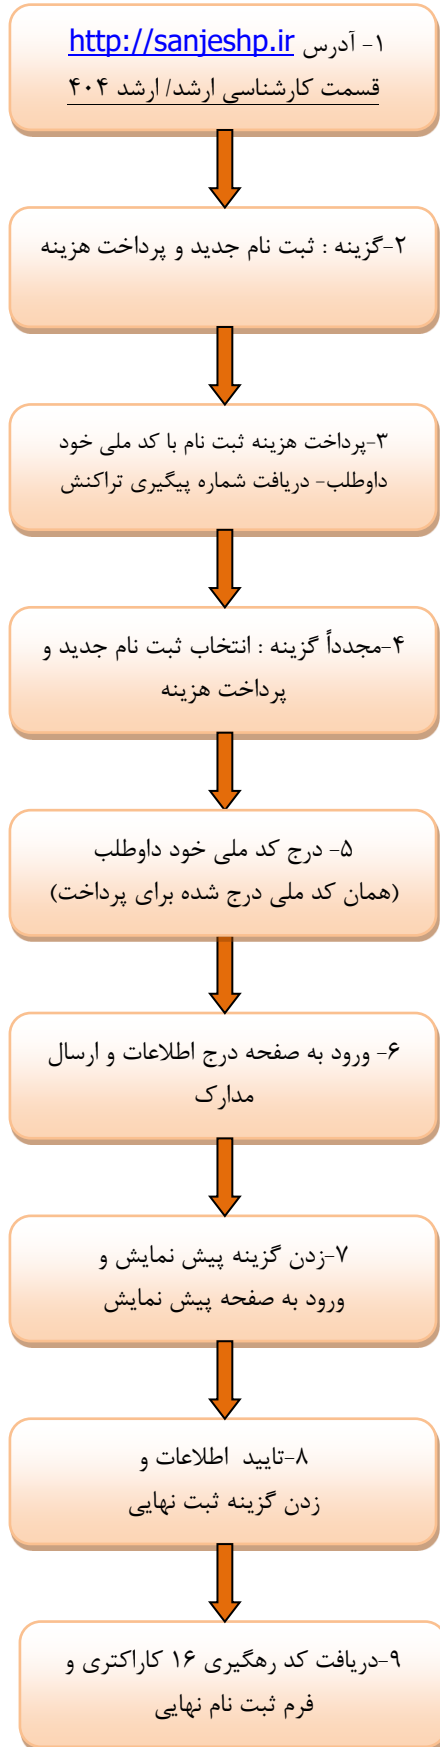 ۱- آدرس http://sanjeshp.ir
قسمت کارشناسی ارشد/ ارشد ۴۰۴
۲-گزینه : ثبت نام جدید و پرداخت هزینه
۳-پرداخت هزینه ثبت نام با کد ملی خود
داوطلب- دریافت شماره پیگیری تراکنش
۴-مجدداً گزینه : انتخاب ثبت نام جدید و
پرداخت هزینه
۵- درج کد ملی خود داوطلب
(همان کد ملی درج شده برای پرداخت)
۶- ورود به صفحه درج اطلاعات و ارسال
مدارک
۷-زدن گزینه پیش نمایش و
ورود به صفحه پیش نمایش
۸-تایید اطلاعات و
زدن گزینه ثبت نهایی
۹-دریافت کد رهگیری ۱۶ کاراکتری و
فرم ثبت نام نهایی